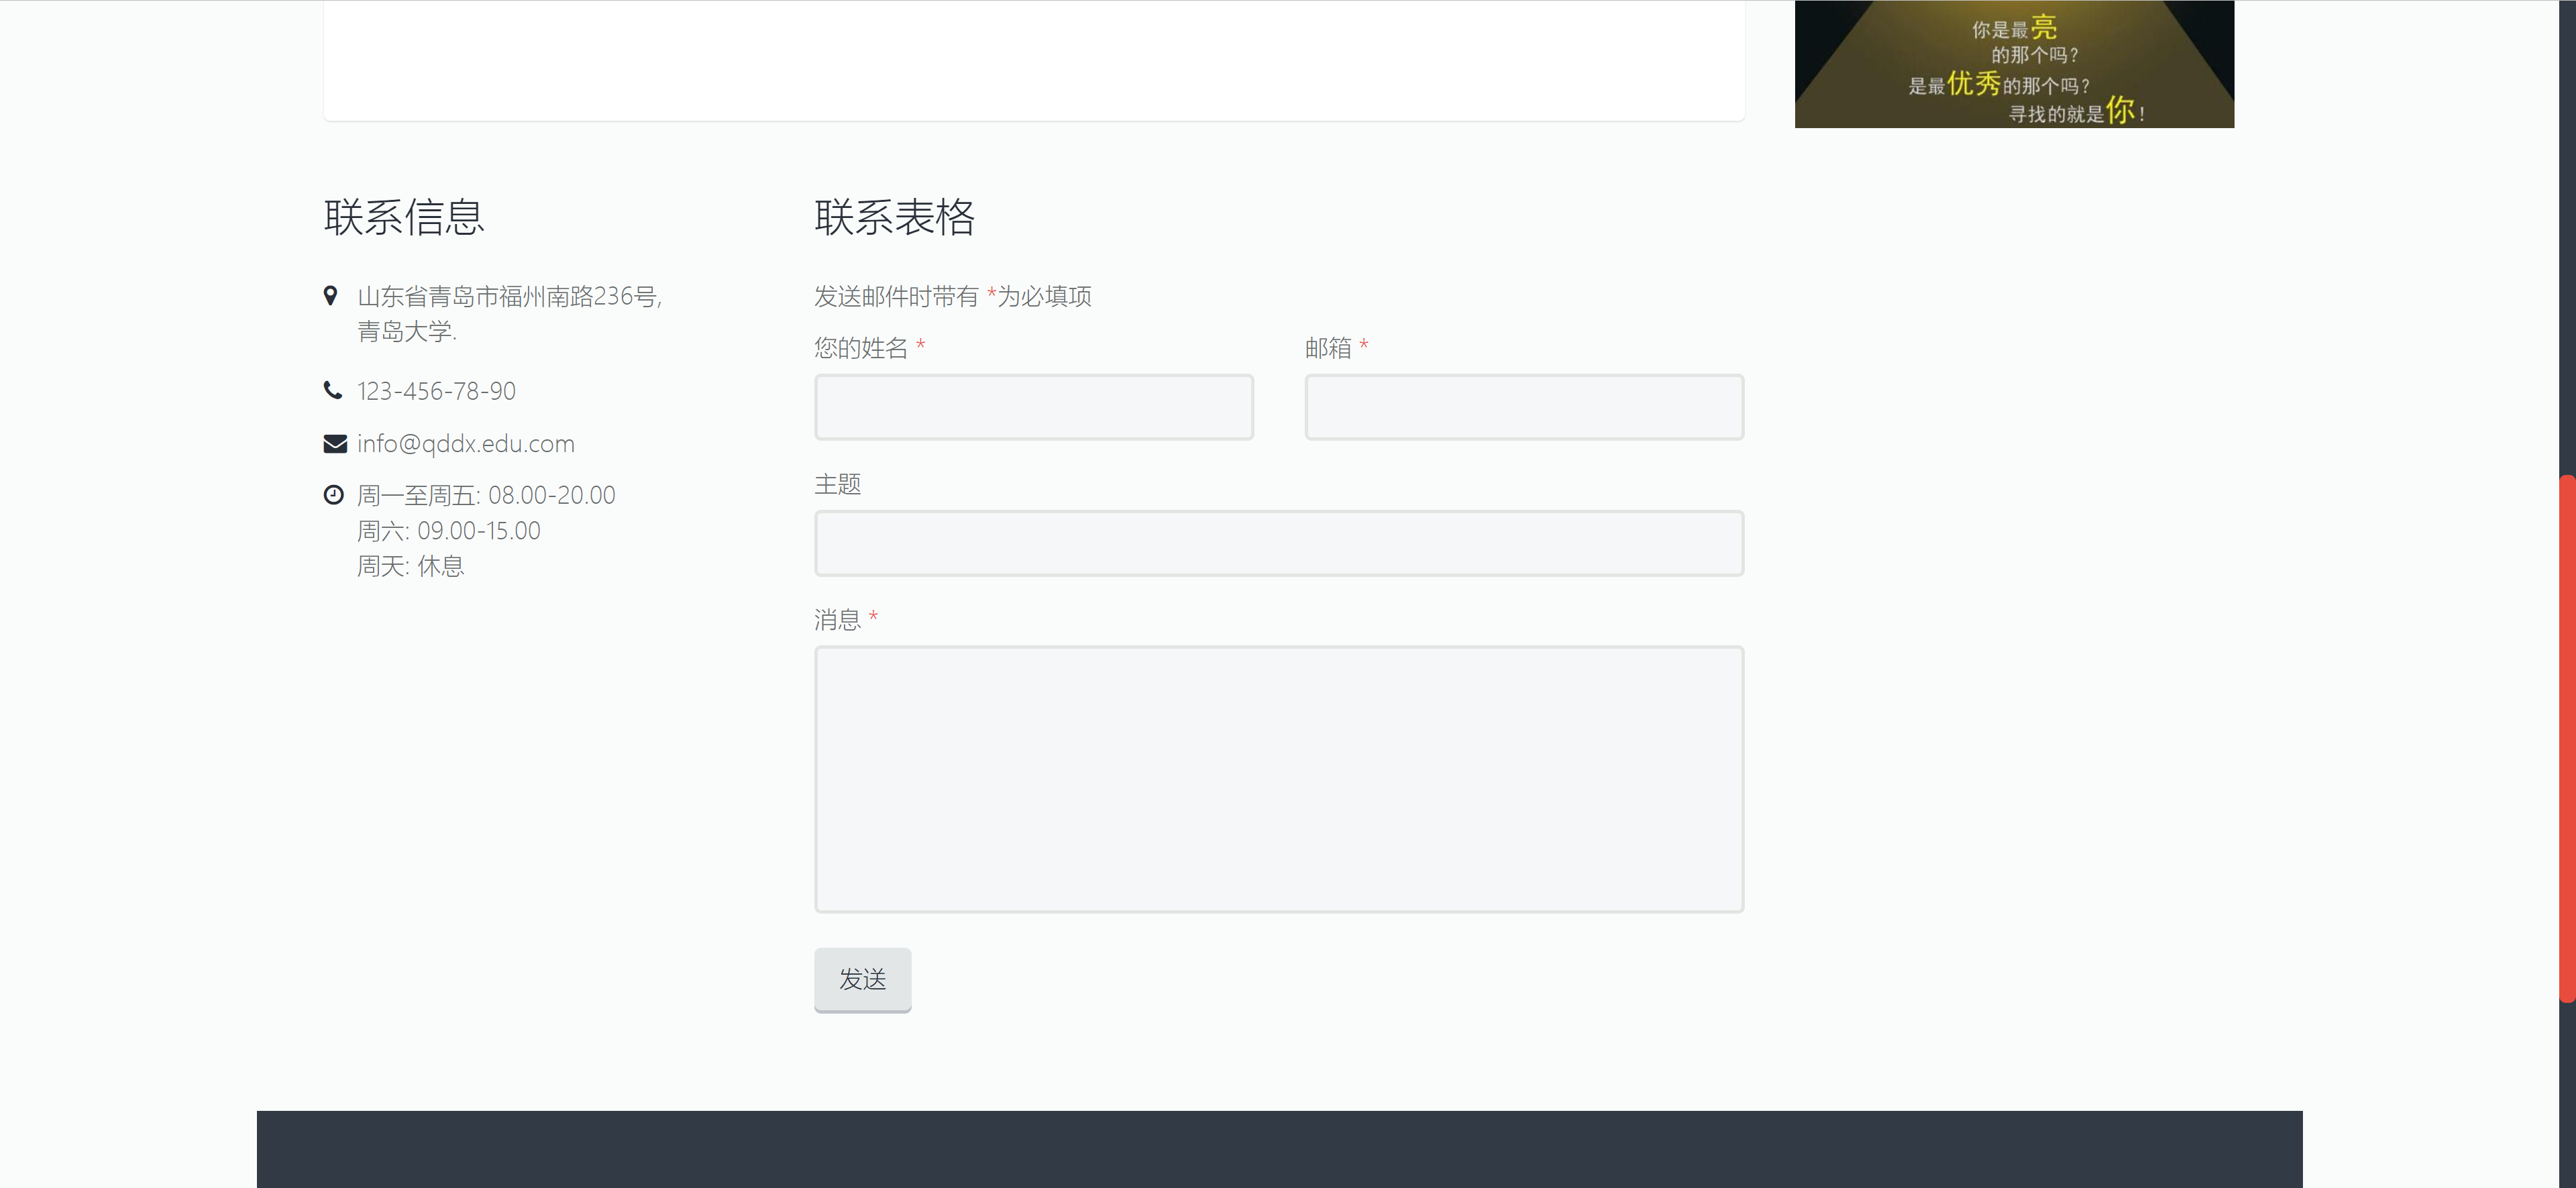 你是最亮
的那个吗?
是最优秀的那个吗?
寻找的就是你!
联系信息
山东省青岛市福州南路236号,
青岛大学.
123-456-78-90
info@qddx.edu.com
周一至周五: 08.00-20.00
周六: 09.00-15.00
周天: 休息
联系表格
发送邮件时带有 *为必填项
您的姓名 *
邮箱 *
主题
消息 *
发送